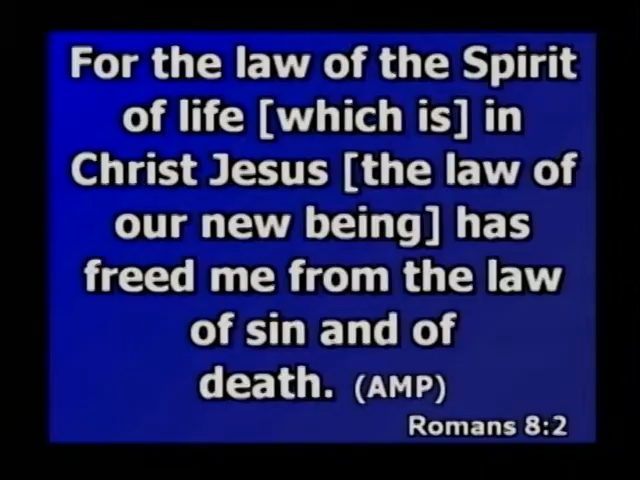 For the law of the Spirit
of life [which is] in
Christ Jesus [the law of
our new being] has
freed me from the law
of sin and of
death. (AMP)
Romans 8:2